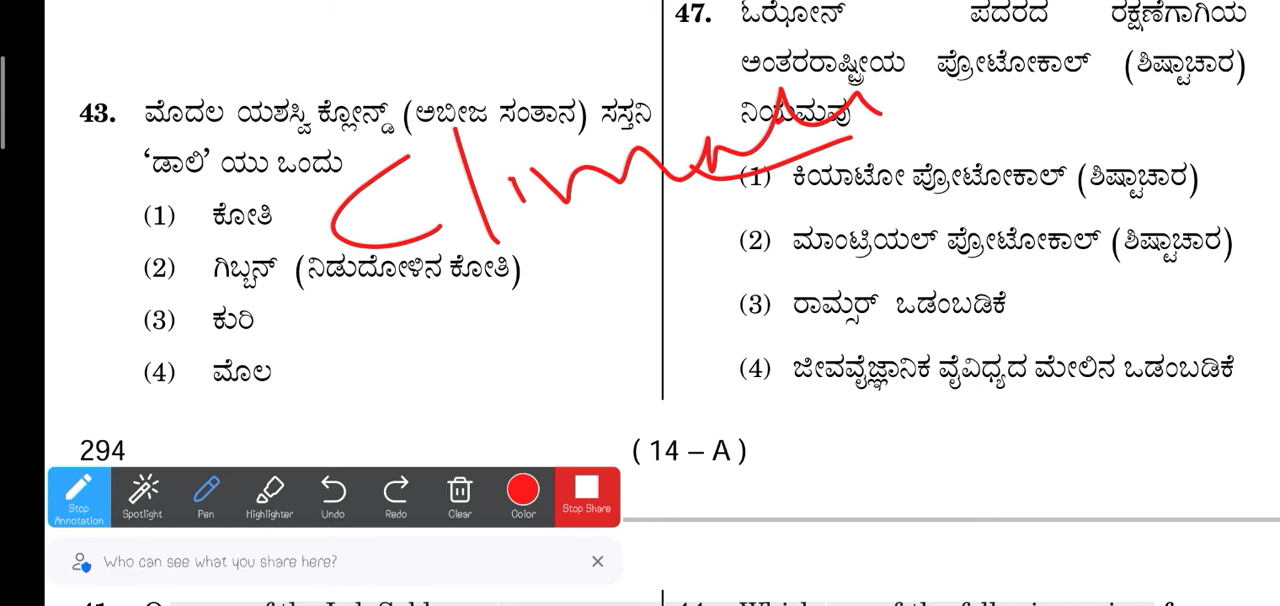 43. ಮೊದಲ ಯಶಸ್ವಿ ಕ್ಲೋನ್ಡ್ (ಅಬೀಜ ಸಂತಾನ) ಸಸ್ತನಿ
‘ಡಾಲಿ’ ಯು ಒಂದು
(1) ಕೋತಿ
(2) ಗಿಬ್ಬನ್ (ನಿಡುದೋಳಿನ ಕೋತಿ)
(3) ಕುರಿ
(4) ಮೊಲ
47. ಓಝೋನ್ ಪದರದ ರಕ್ಷಣೆಗಾಗಿಯ
ಅಂತರರಾಷ್ಟ್ರೀಯ ಪ್ರೋಟೋಕಾಲ್ (ಶಿಷ್ಟಾಚಾರ)
ನಿಯಮವು
(1) ಕಿಯಾಟೋ ಪ್ರೋಟೋಕಾಲ್ (ಶಿಷ್ಟಾಚಾರ)
(2) ಮಾಂಟ್ರಿಯಲ್ ಪ್ರೋಟೋಕಾಲ್ (ಶಿಷ್ಟಾಚಾರ)
(3) ರಾಮ್ಸರ್ ಒಡಂಬಡಿಕೆ
(4) ಜೀವವೈಜ್ಞಾನಿಕ ವೈವಿಧ್ಯದ ಮೇಲಿನ ಒಡಂಬಡಿಕೆ
294
( 14 – A )
Stop Annotation
Spotlight
Pen
Highlighter
Undo
Redo
Clear
Color
Stop Share
Who can see what you share here?